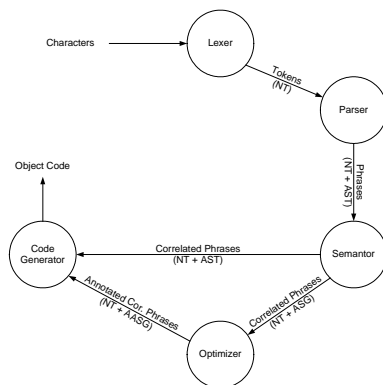 Characters
Lexer
Tokens
(NT)
Parser
Phrases
(NT + AST)
Object Code
Code
Generator
Correlated Phrases
(NT + AST)
Semantor
Annotated Cor. Phrases
(NT + AASG)
Correlated Phrases
(NT + ASG)
Optimizer